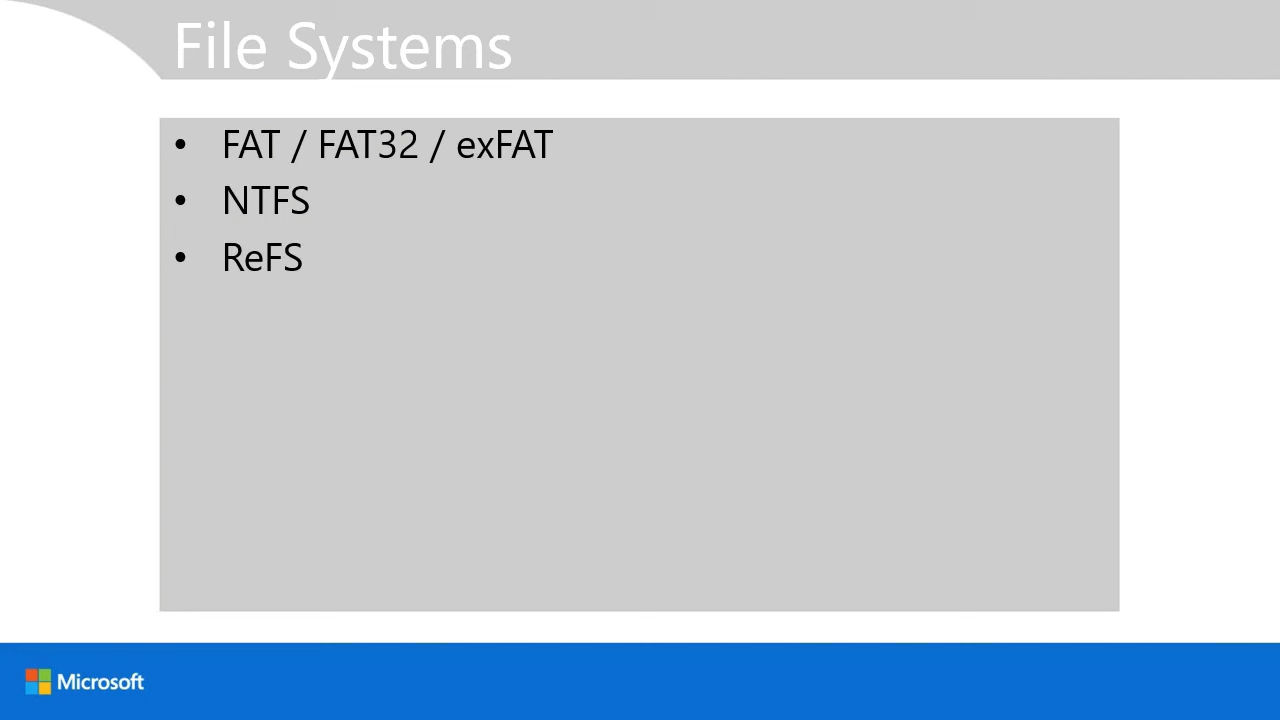 File Systems
• FAT / FAT32 / exFAT
• NTFS
• ReFS
Microsoft